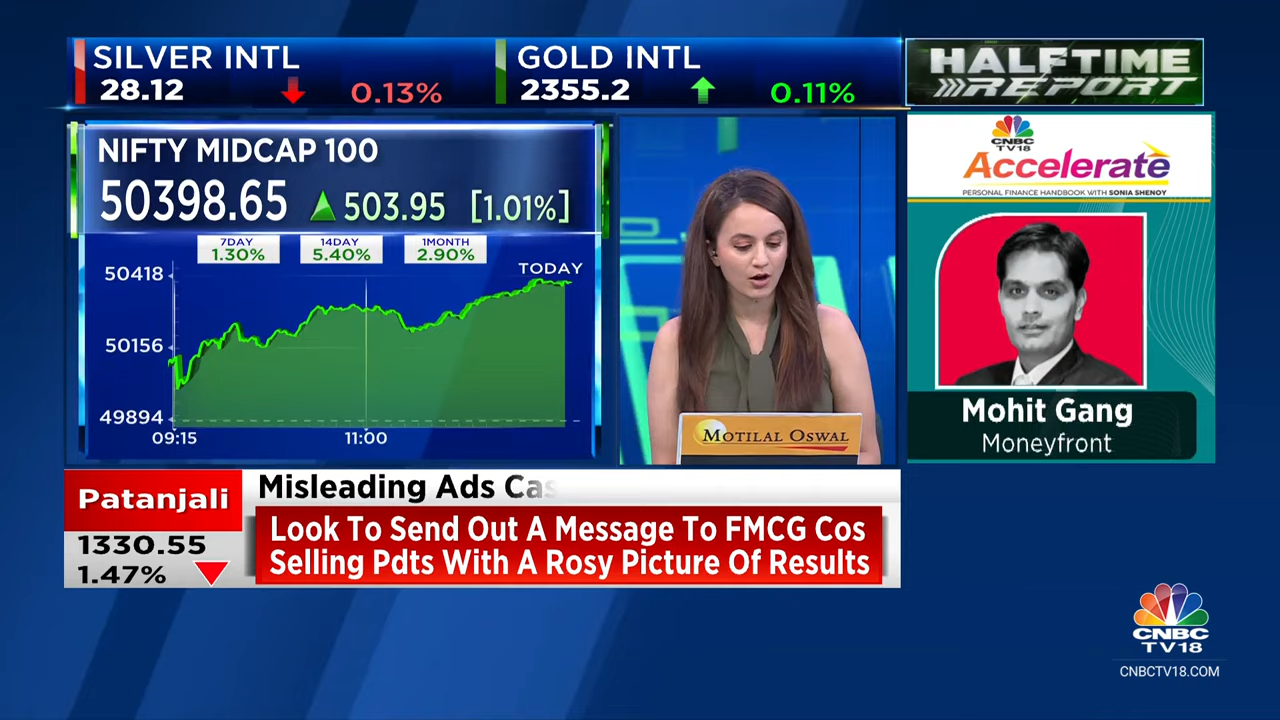 SILVER INTL
28.12 0.13%
GOLD INTL
2355.2 0.11%
HALFTIME
REPORT
NIFTY MIDCAP 100
50398.65 503.95 [1.01%]
7DAY
1.30%
14DAY
5.40%
1MONTH
2.90%
TODAY
50418
50156
49894
09:15 11:00
MOTILAL OSWAL
CNBC
TV18
Accelerate
PERSONAL FINANCE HANDBOOK WITH SONIA SHENOY
Mohit Gang
Moneyfront
Patanjali
1330.55
1.47%
Misleading Ads Cas
Look To Send Out A Message To FMCG Cos
Selling Pdts With A Rosy Picture Of Results
CNBC
TV18
CNBCTV18.COM